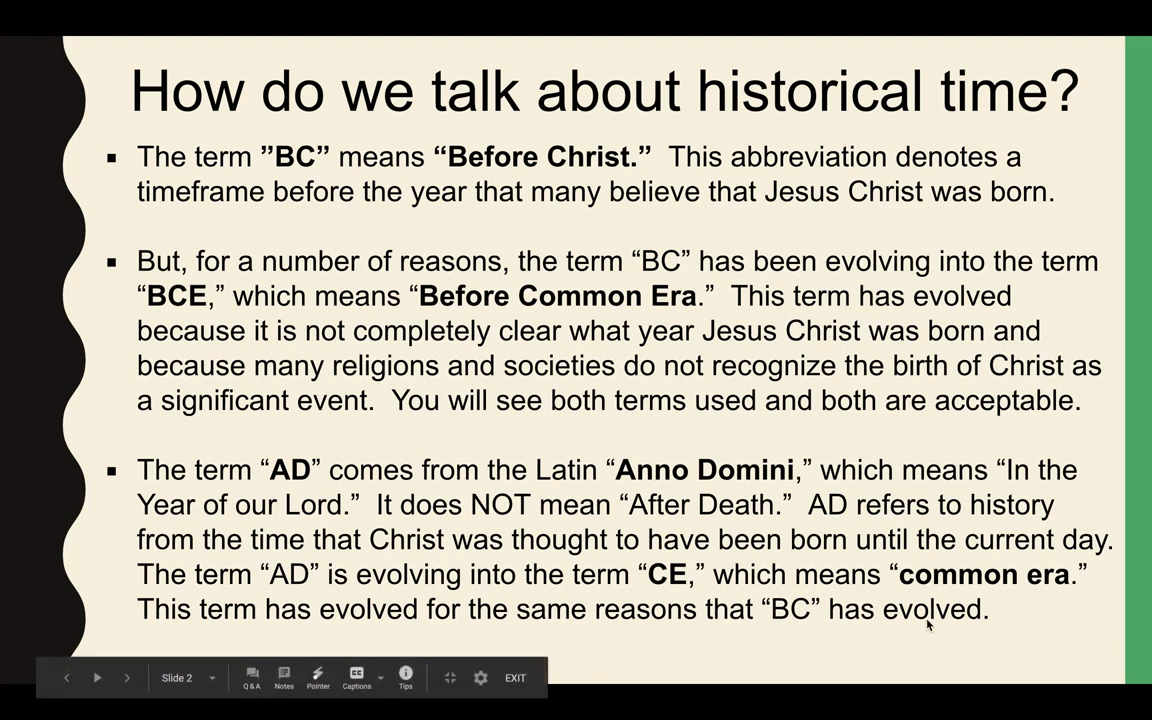 How do we talk about historical time?
▪ The term ”BC” means “Before Christ.”  This abbreviation denotes a
timeframe before the year that many believe that Jesus Christ was born.
▪ But, for a number of reasons, the term “BC” has been evolving into the term
“BCE,” which means “Before Common Era.”  This term has evolved
because it is not completely clear what year Jesus Christ was born and
because many religions and societies do not recognize the birth of Christ as
a significant event.  You will see both terms used and both are acceptable.
▪ The term “AD” comes from the Latin “Anno Domini,” which means “In the
Year of our Lord.”  It does NOT mean “After Death.”  AD refers to history
from the time that Christ was thought to have been born until the current day.
The term “AD” is evolving into the term “CE,” which means “common era.”
This term has evolved for the same reasons that “BC” has evolved.
Slide 2 Q & A Notes Pointer Captions Tips EXIT